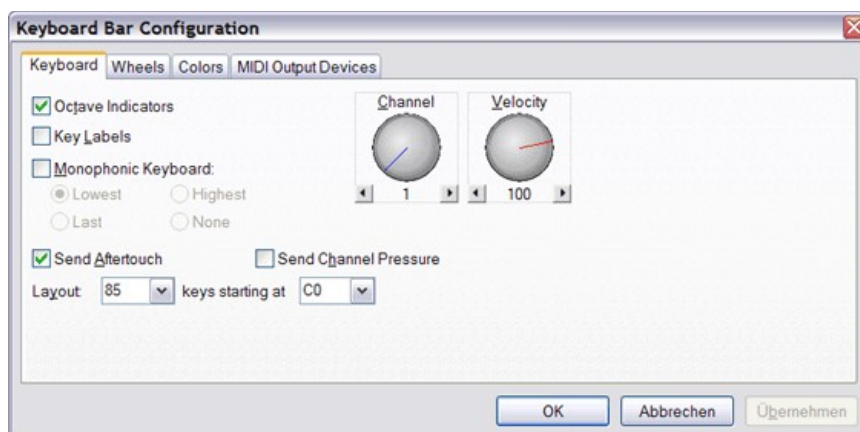 Keyboard Bar Configuration
Keyboard Wheels Colors MIDI Output Devices
Octave Indicators
Key Labels
Monophonic Keyboard:
Lowest Highest
Last None
Channel Velocity
1 100
Send Aftertouch Send Channel Pressure
Layout: 85 keys starting at C0
OK Abbrechen Übernehmen